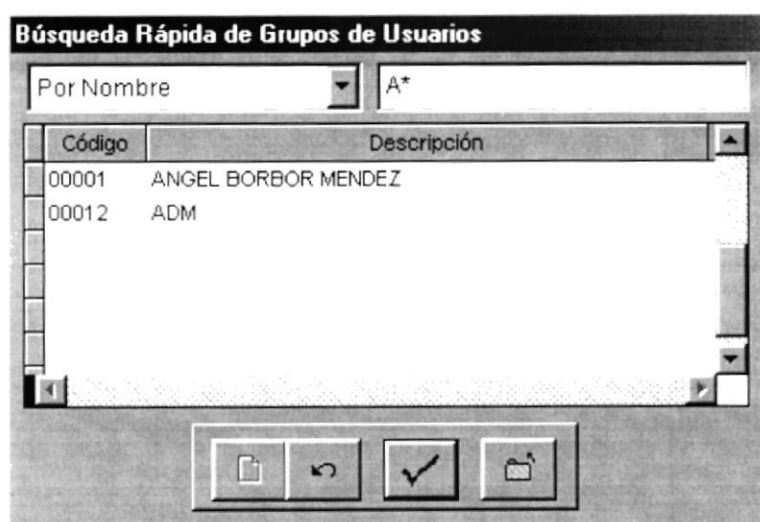 Búsqueda Rápida de Grupos de Usuarios
Por Nombre A*
Código Descripción
00001 ANGEL BORBOR MENDEZ
00012 ADM